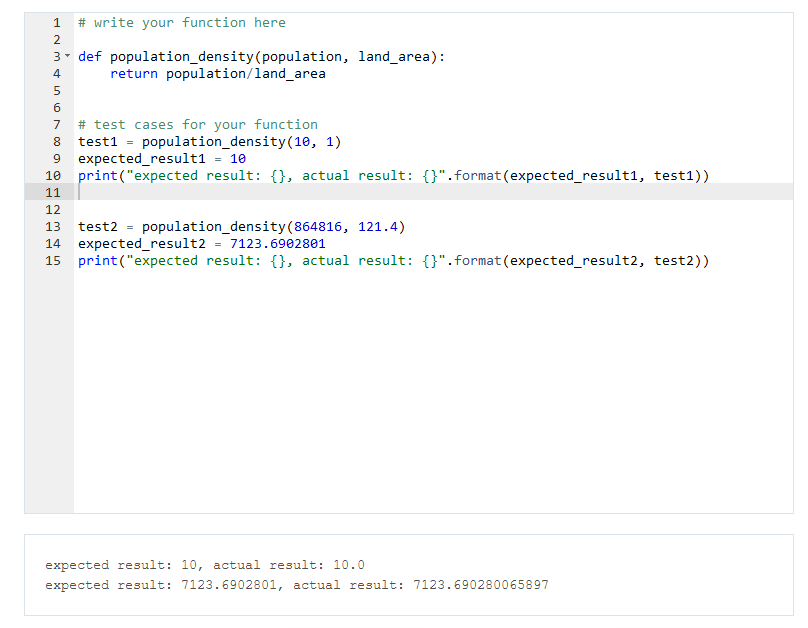 1 # write your function here
2
3 def population_density(population, land_area):
4     return population/land_area
5
6
7 # test cases for your function
8 test1 = population_density(10, 1)
9 expected_result1 = 10
10 print("expected result: {}, actual result: {}".format(expected_result1, test1))
11
12
13 test2 = population_density(864816, 121.4)
14 expected_result2 = 7123.6902801
15 print("expected result: {}, actual result: {}".format(expected_result2, test2))
expected result: 10, actual result: 10.0
expected result: 7123.6902801, actual result: 7123.690280065897